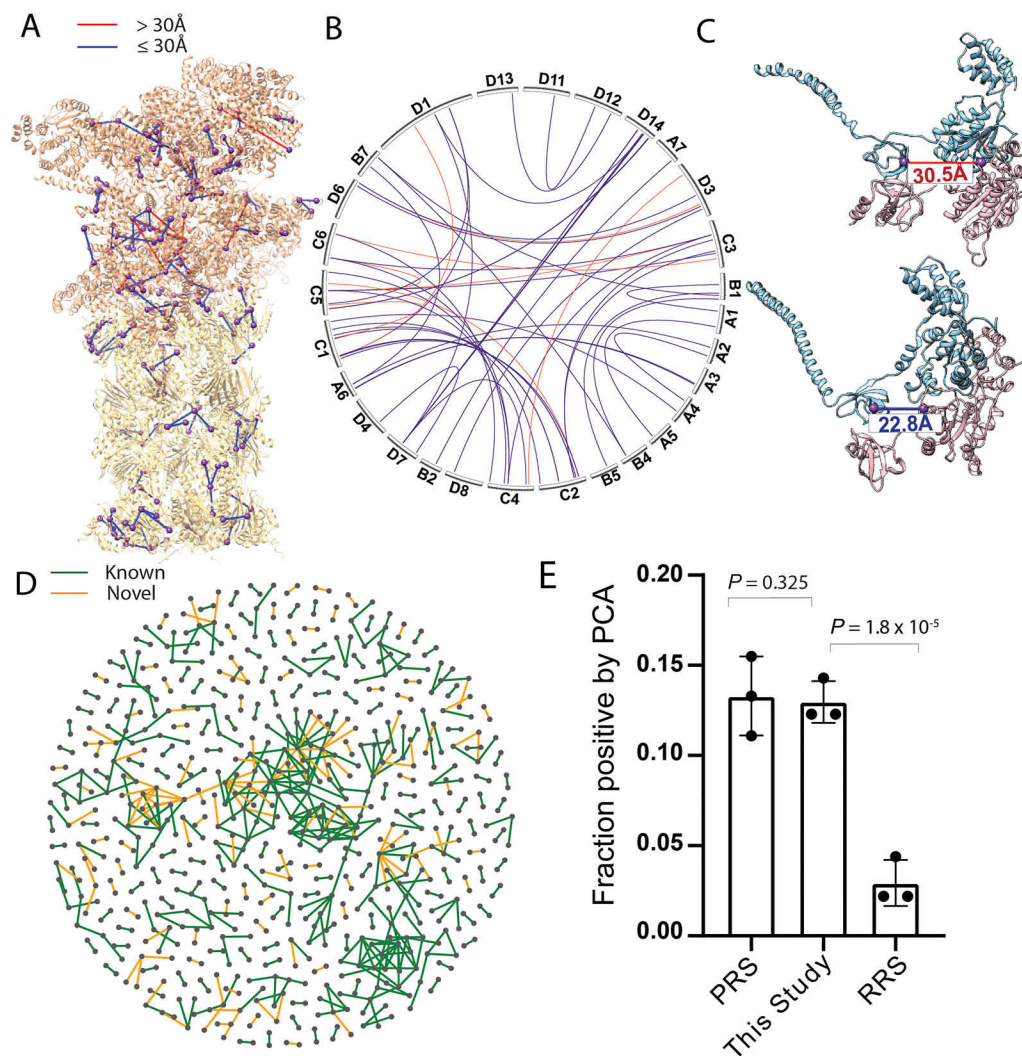 A
> 30Å
≤ 30Å
B
D13
D11
D12
D14
A7
D3
C3
B1
A1
A2
A3
A4
A5
B4
B5
C2
C4
D8
B2
D7
D4
A6
C1
C5
C6
D6
B7
D1
C
30.5Å
22.8Å
D
Known
Novel
E
Fraction positive by PCA
0.20
0.15
0.10
0.05
0.00
P = 0.325
P = 1.8 x 10⁻⁵
PRS
This Study
RRS